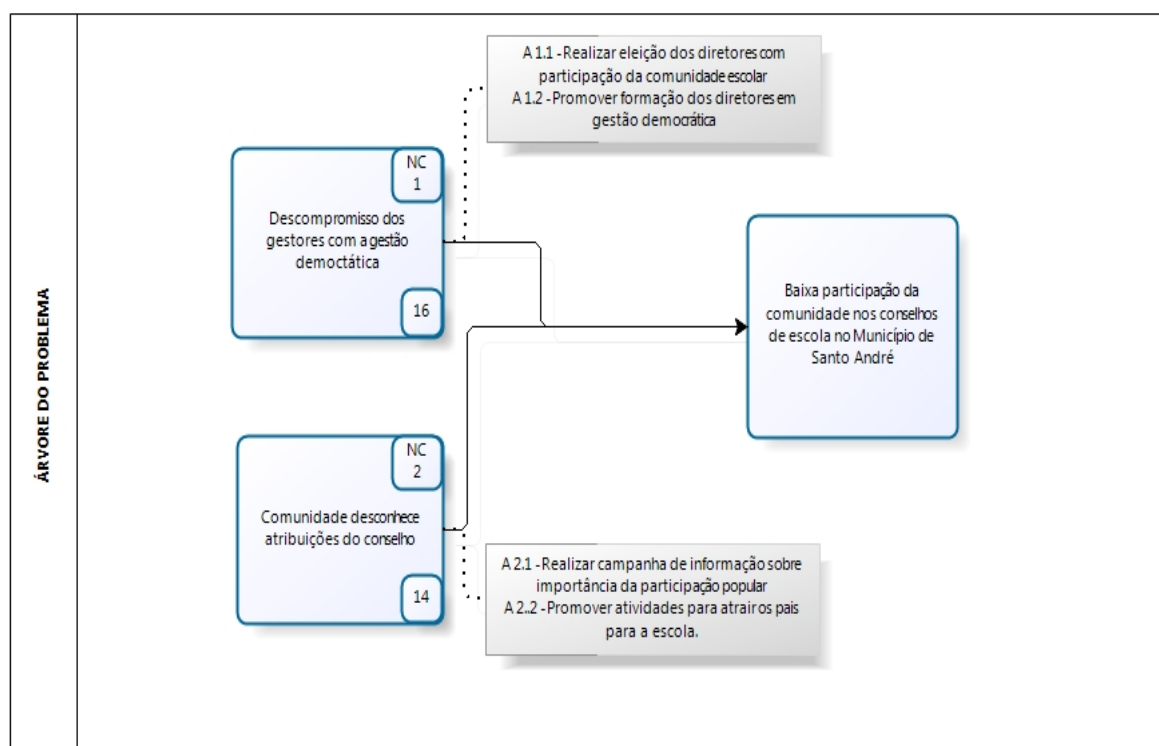 ÁRVORE DO PROBLEMA
A 1.1 - Realizar eleição dos diretores com
participação da comunidade escolar
A 1.2 - Promover formação dos diretores em
gestão democrática
NC
1
Descompromisso dos
gestores com a gestão
democtática
16
Baixa participação da
comunidade nos conselhos
de escola no Município de
Santo André
NC
2
Comunidade desconhece
atribuições do conselho
14
A 2.1 - Realizar campanha de informação sobre
importância da participação popular
A 2..2 - Promover atividades para atrair os pais
para a escola.